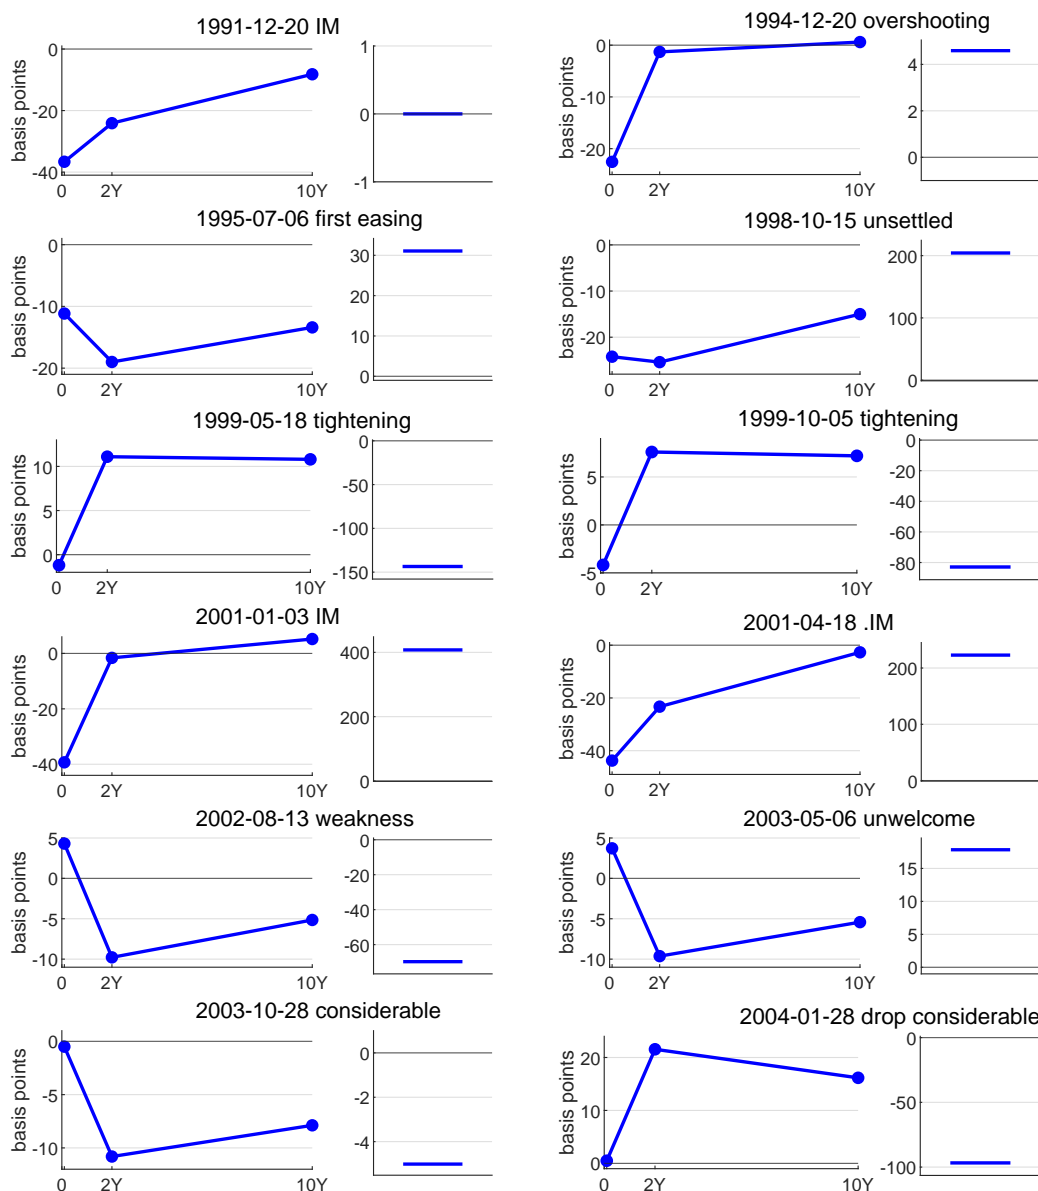 1991-12-20 IM
basis points
0
-20
-40
0 2Y 10Y
1
0
-1
1994-12-20 overshooting
basis points
0
-10
-20
0 2Y 10Y
4
2
0
1995-07-06 first easing
basis points
0
-10
-20
0 2Y 10Y
30
20
10
0
1998-10-15 unsettled
basis points
0
-10
-20
0 2Y 10Y
200
100
0
1999-05-18 tightening
basis points
10
5
0
0 2Y 10Y
0
-50
-100
-150
1999-10-05 tightening
basis points
5
0
-5
0 2Y 10Y
0
-20
-40
-60
-80
2001-01-03 IM
basis points
0
-20
-40
0 2Y 10Y
400
200
0
2001-04-18 .IM
basis points
0
-20
-40
0 2Y 10Y
200
100
0
2002-08-13 weakness
basis points
5
0
-5
-10
0 2Y 10Y
0
-20
-40
-60
2003-05-06 unwelcome
basis points
5
0
-5
-10
0 2Y 10Y
15
10
5
0
2003-10-28 considerable
basis points
0
-5
-10
0 2Y 10Y
0
-2
-4
2004-01-28 drop considerable
basis points
20
10
0
0 2Y 10Y
0
-50
-100